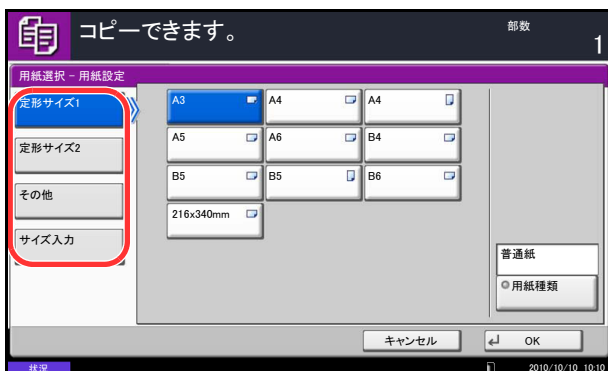 コピーできます。
部数
1
用紙選択 - 用紙設定
定形サイズ1
定形サイズ2
その他
サイズ入力
A3 A4 A4
A5 A6 B4
B5 B5 B6
216x340mm
普通紙
用紙種類
キャンセル OK
状況 2010/10/10 10:10